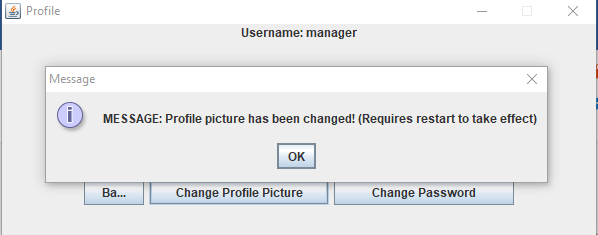 Profile
Username: manager
Message
MESSAGE: Profile picture has been changed! (Requires restart to take effect)
OK
Ba... Change Profile Picture Change Password